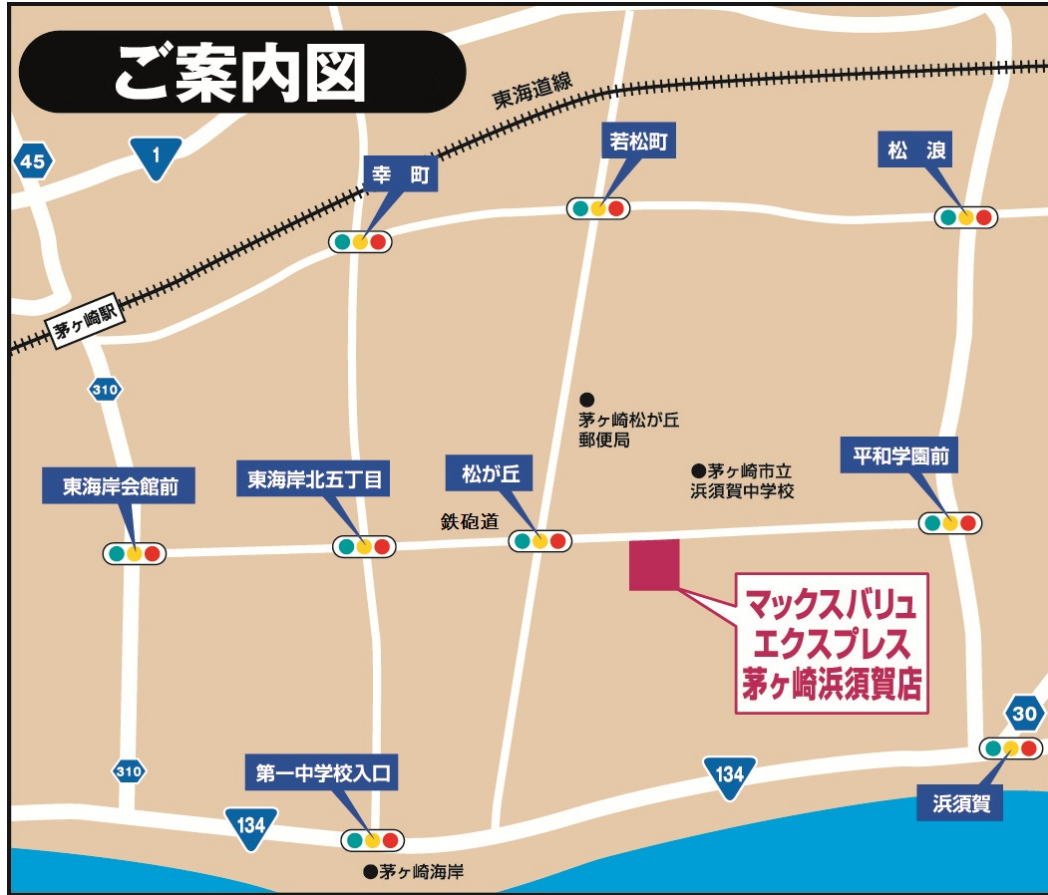 ご案内図
東海道線
45
1
幸 町
若松町
松 浪
茅ヶ崎駅
310
茅ヶ崎松が丘
郵便局
茅ヶ崎市立
浜須賀中学校
平和学園前
東海岸会館前
東海岸北五丁目
松が丘
鉄砲道
マックスバリュ
エクスプレス
茅ヶ崎浜須賀店
30
310
第一中学校入口
134
134
浜須賀
茅ヶ崎海岸